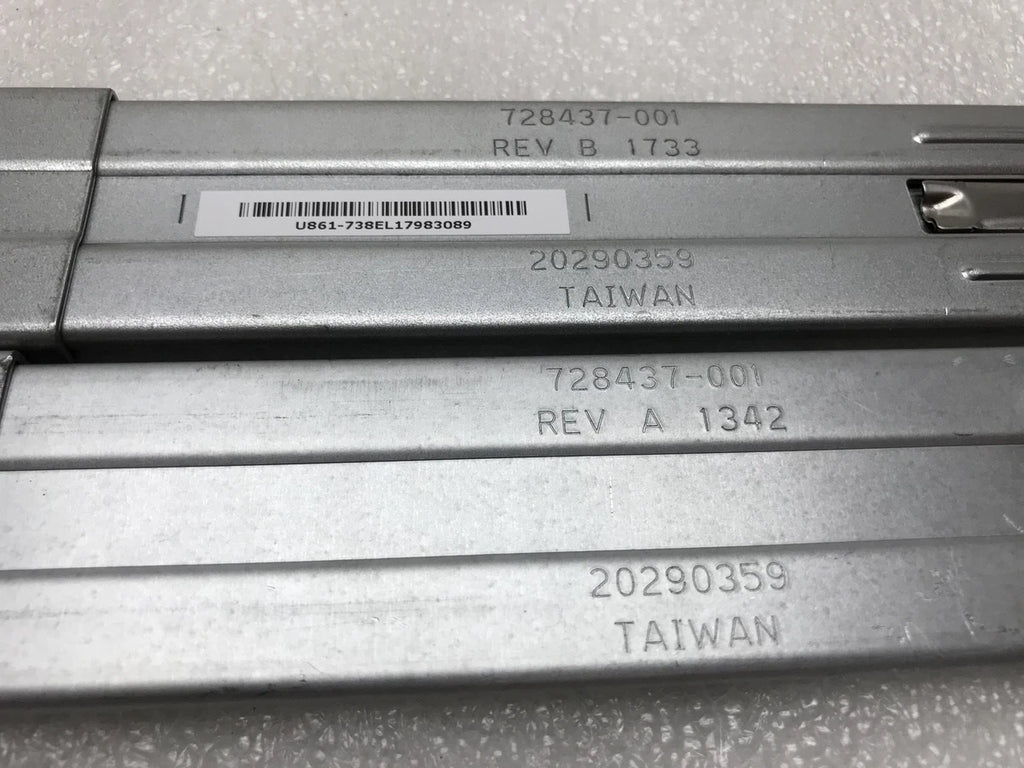 728437-001
REV B 1733
U861-738EL17983089
20290359
TAIWAN
728437-001
REV A 1342
20290359
TAIWAN